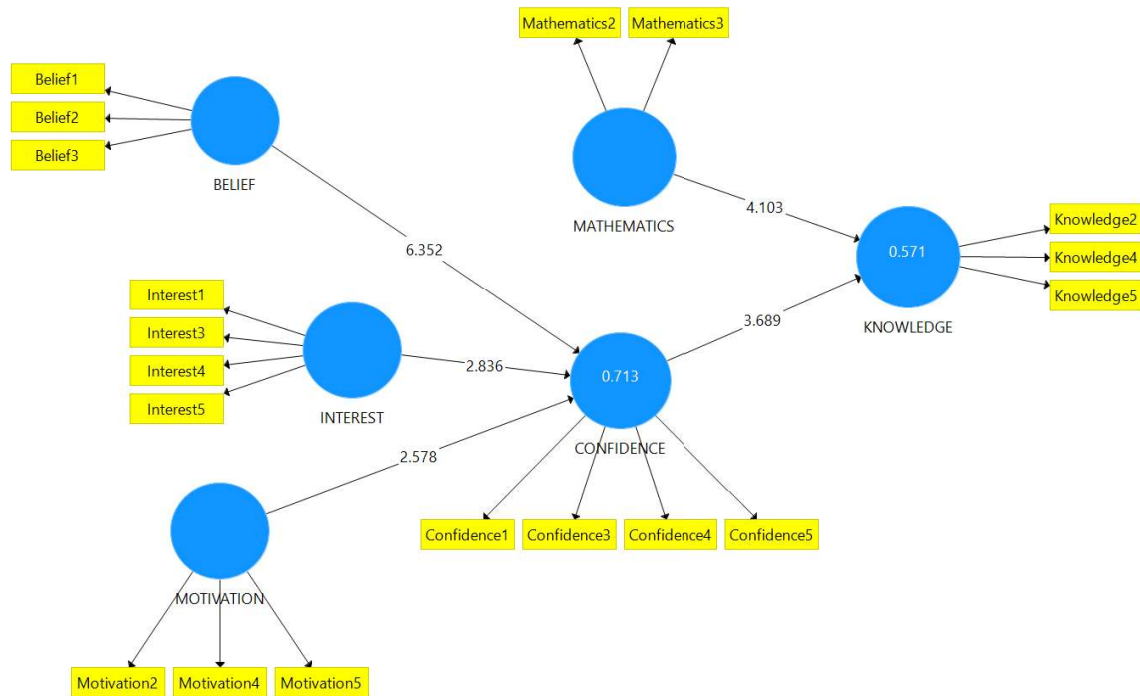 Mathematics2
Mathematics3
Belief1
Belief2
Belief3
BELIEF
MATHEMATICS
4.103
Knowledge2
Knowledge4
Knowledge5
0.571
KNOWLEDGE
6.352
Interest1
Interest3
Interest4
Interest5
INTEREST
2.836
3.689
0.713
CONFIDENCE
2.578
Confidence1
Confidence3
Confidence4
Confidence5
MOTIVATION
Motivation2
Motivation4
Motivation5